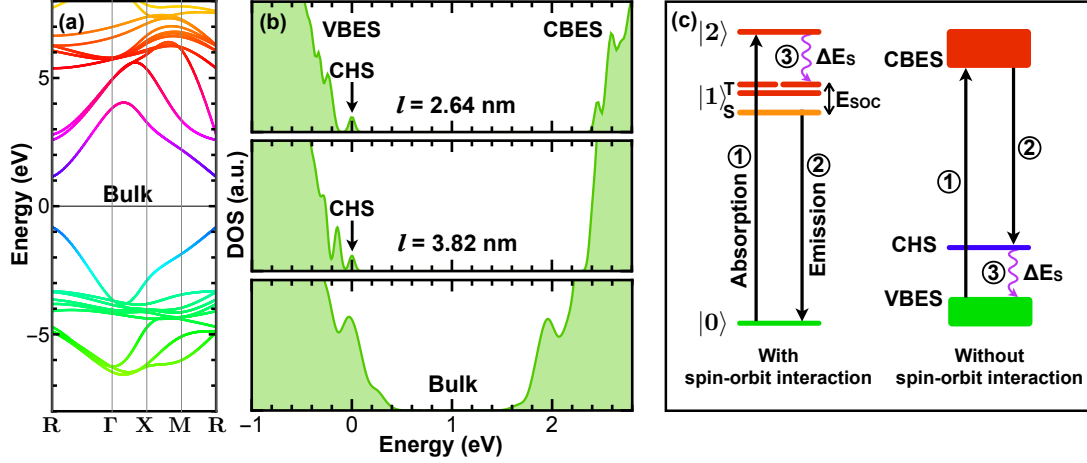 (a)
Energy (eV)
5
0
−5
Bulk
R Γ X M R
(b)
DOS (a.u.)
VBES
CBES
CHS
l = 2.64 nm
CHS
l = 3.82 nm
Bulk
−1 0 1 2
Energy (eV)
(c)
|2⟩
③
ΔES
|1⟩
T
S
ESOC
①
②
Absorption
Emission
|0⟩
With
spin-orbit interaction
CBES
①
②
CHS
③
ΔES
VBES
Without
spin-orbit interaction